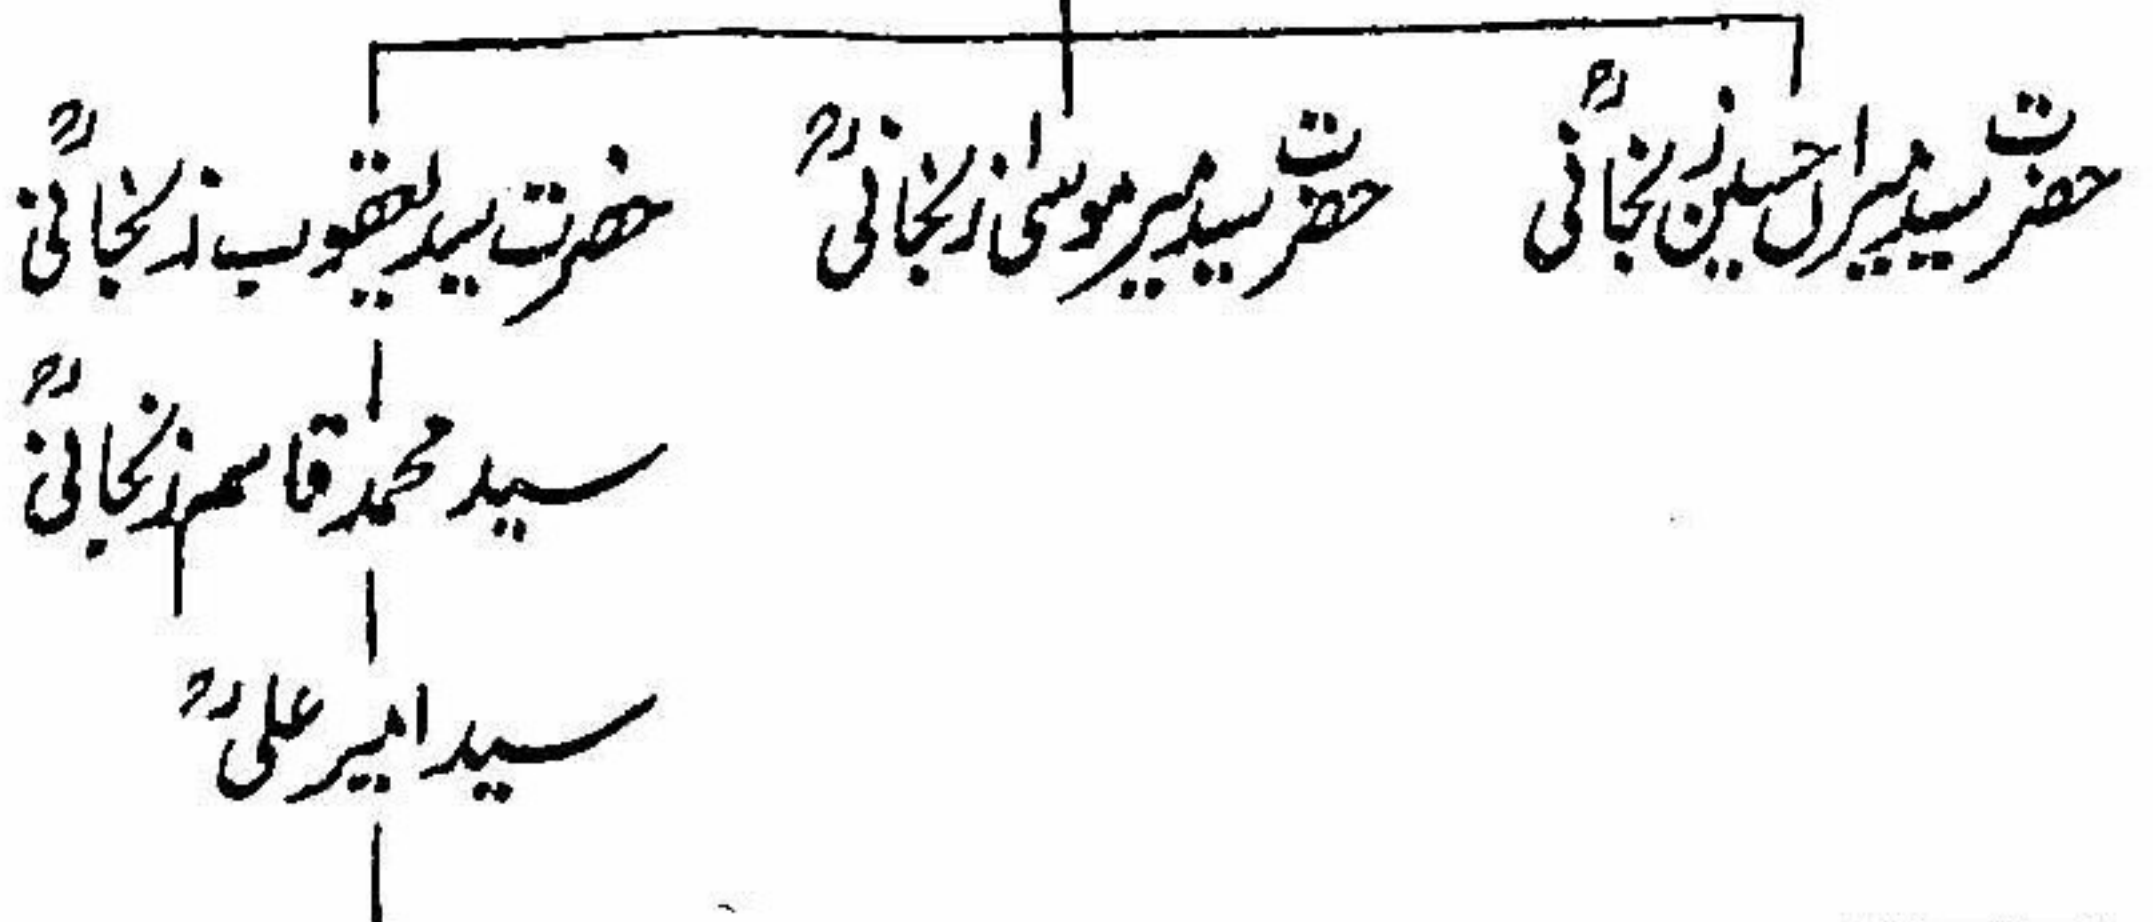 حضرت سید میراں حسین زنجانیؒ
حضرت سید میر موسیٰ زنجانیؒ
حضرت سید یعقوب زنجانیؒ
سید محمد قاسم زنجانیؒ
سید امیر علیؒ